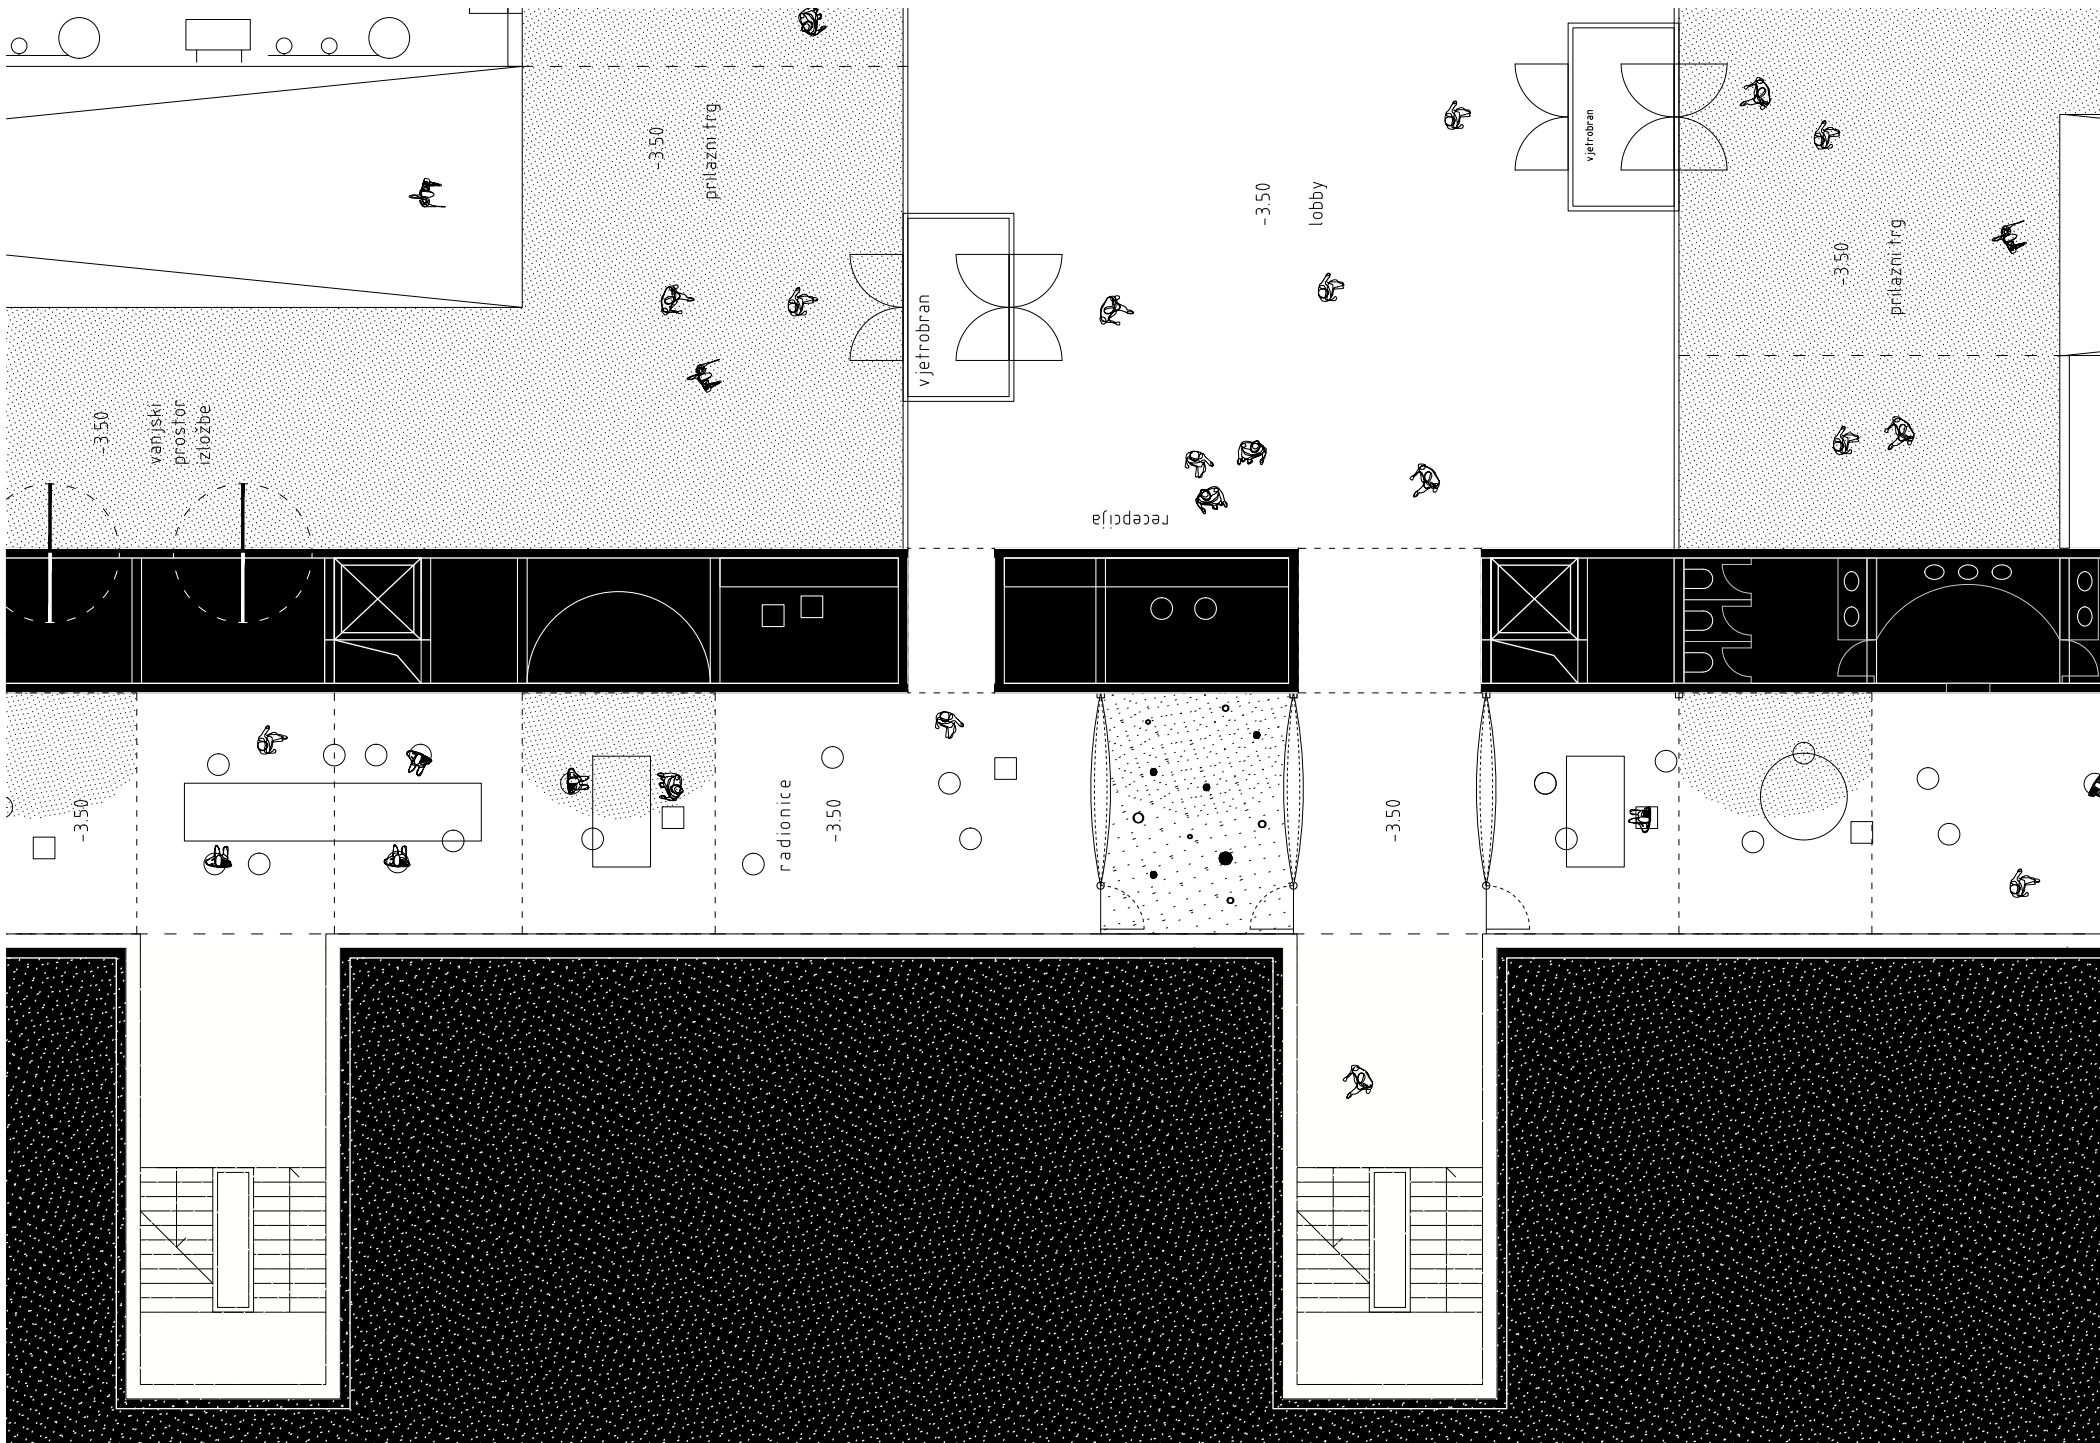 -3.50
prilazni trg
-3.50
lobby
vjetrobran
-3.50
prilazni trg
vjetrobran
-3.50
vanjski
prostor
izložbe
recepcija
-3.50
radionice
-3.50
-3.50